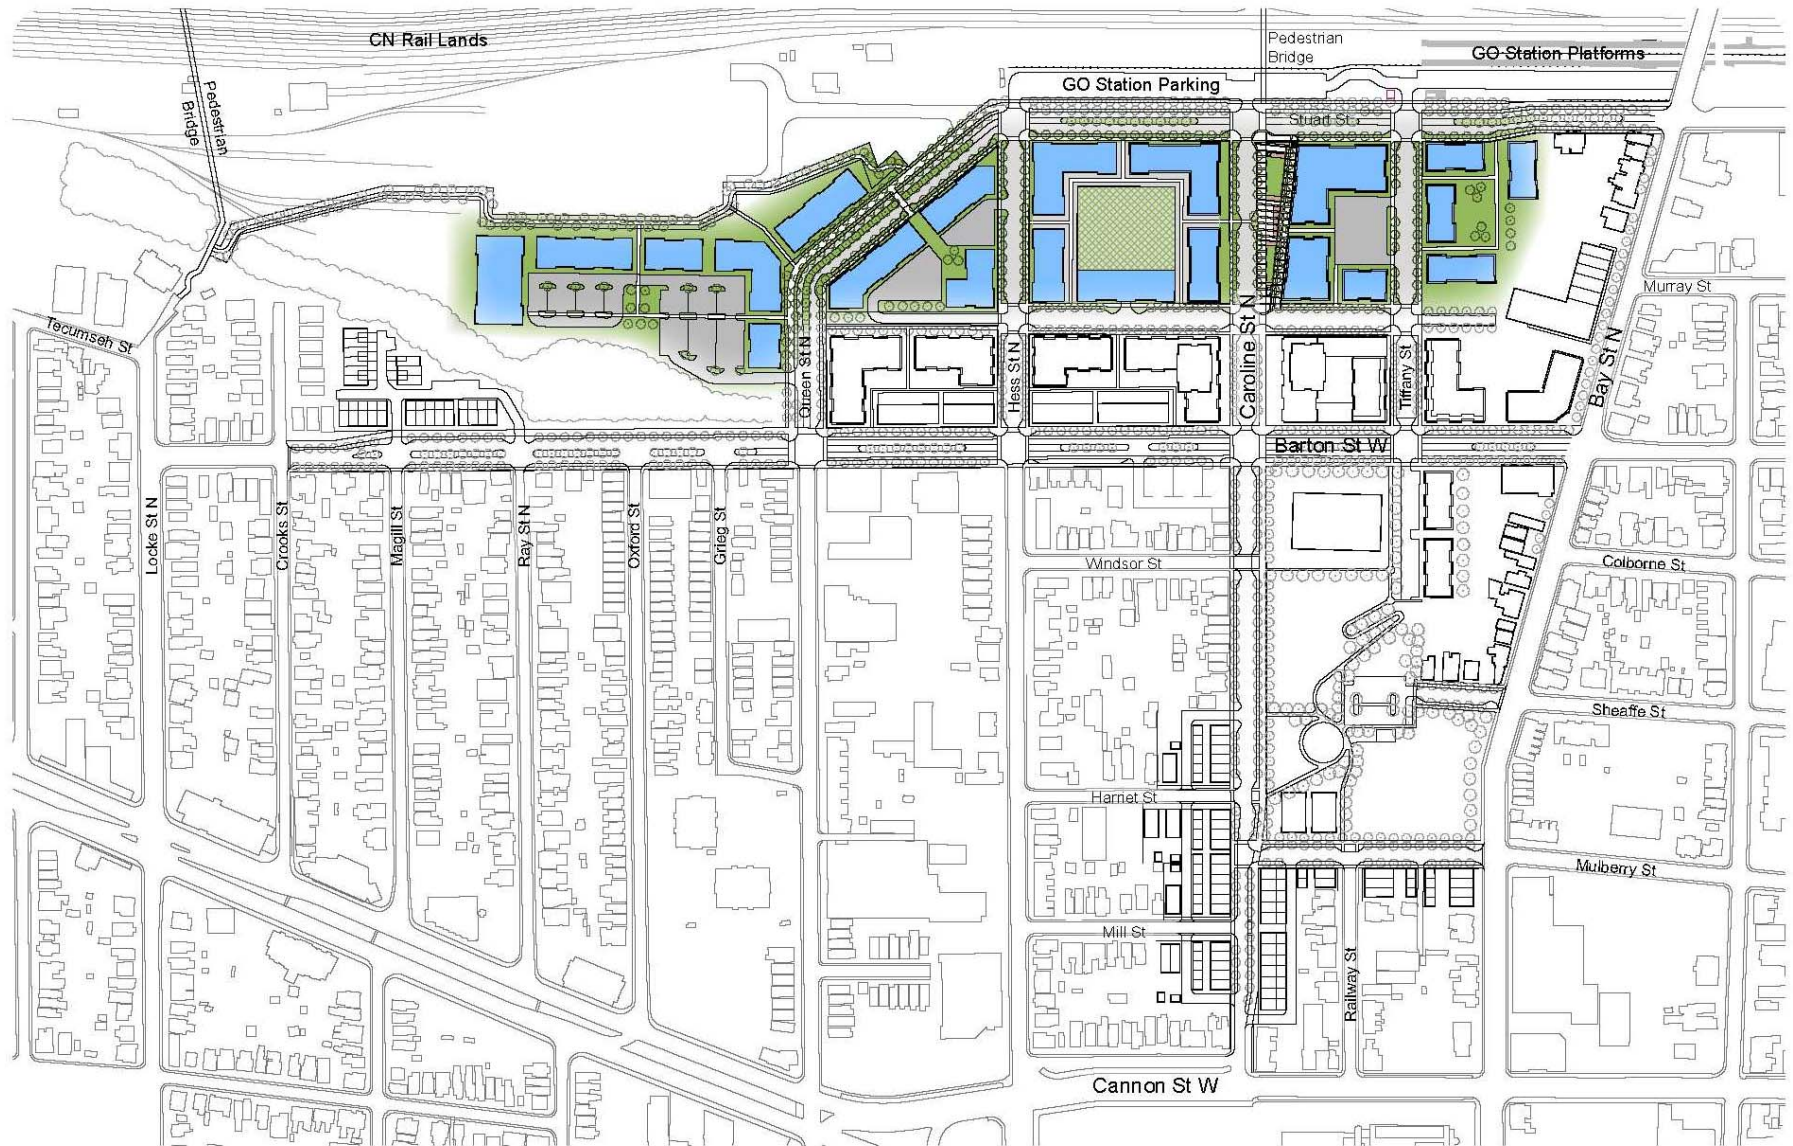 CN Rail Lands
Pedestrian
Bridge
GO Station Platforms
GO Station Parking
Pedestrian
Bridge
Stuart St
Murray St
Tecumseh St
Queen St N
Hess St N
Caroline St N
Tiffany St
Bay St N
Barton St W
Locke St N
Crooks St
Magill St
Ray St N
Oxford St
Grieg St
Windsor St
Colborne St
Sheaffe St
Harriet St
Mulberry St
Mill St
Railway St
Cannon St W